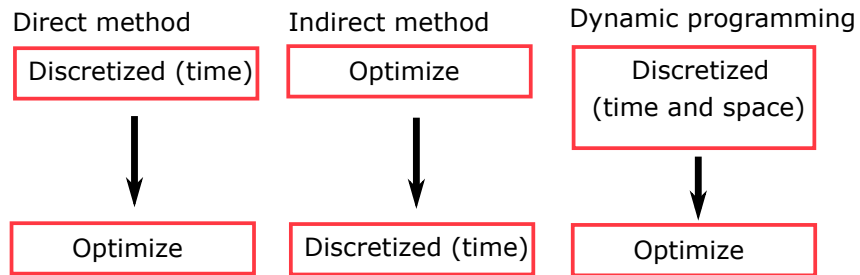 Direct method
Discretized (time)
Optimize
Indirect method
Optimize
Discretized (time)
Dynamic programming
Discretized
(time and space)
Optimize